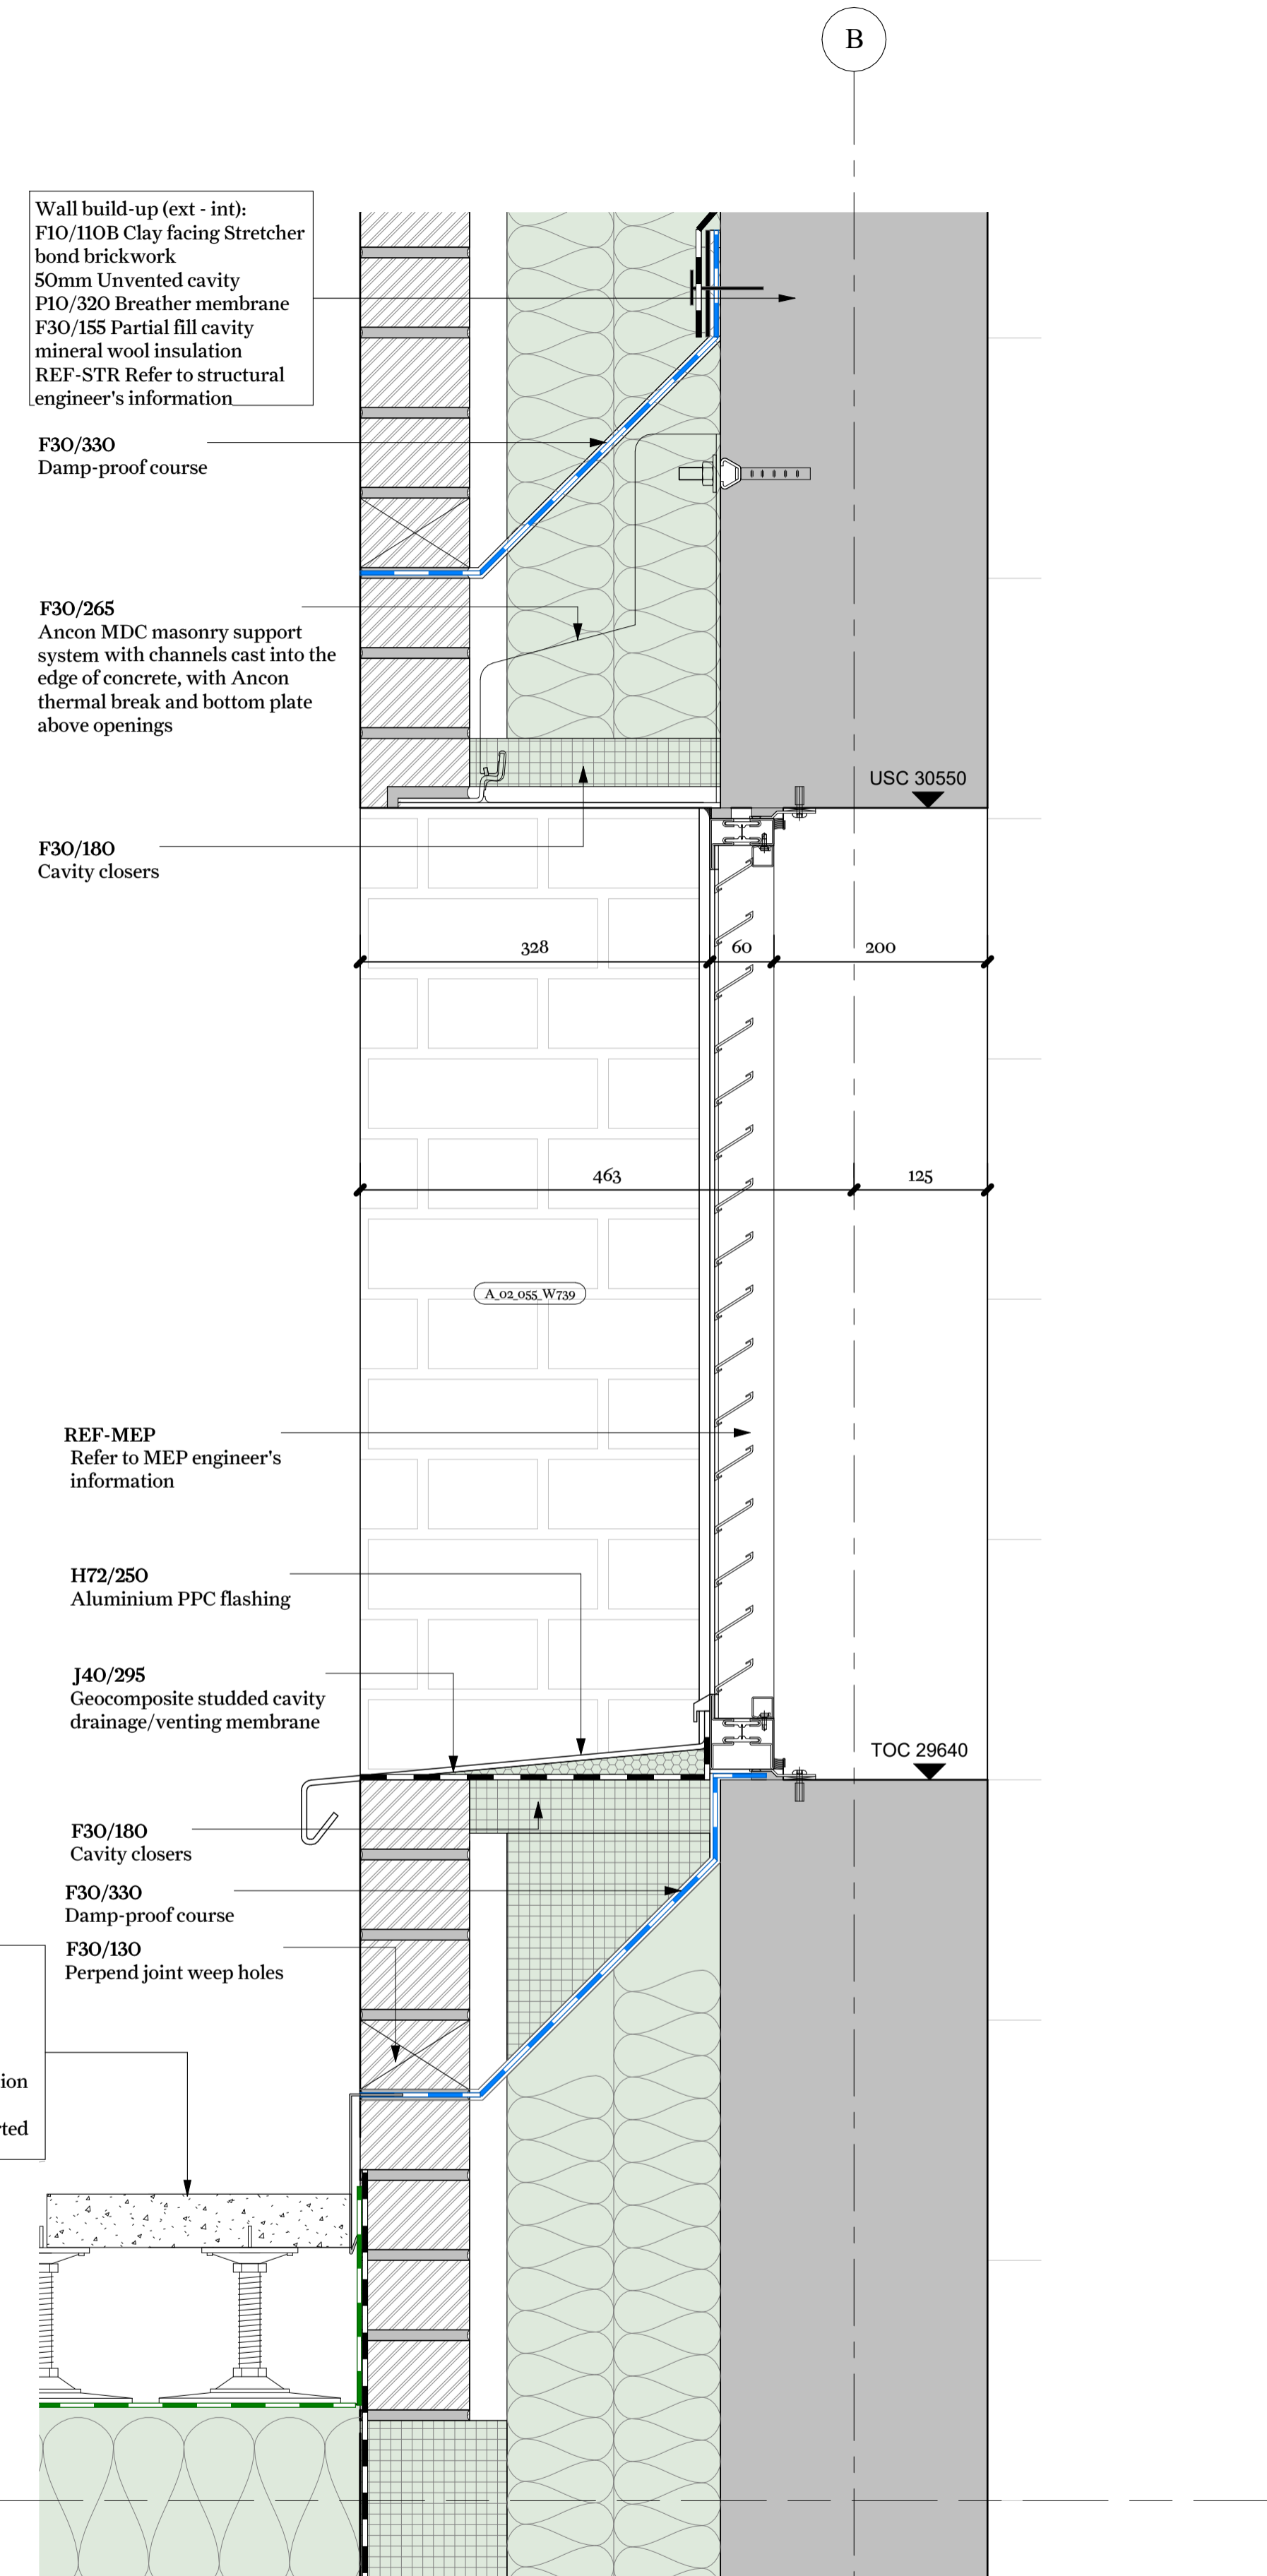 B
Wall build-up (ext - int):
F10/110B Clay facing Stretcher
bond brickwork
50mm Unvented cavity
P10/320 Breather membrane
F30/155 Partial fill cavity
mineral wool insulation
REF-STR Refer to structural
engineer's information
F30/330
Damp-proof course
F30/265
Ancon MDC masonry support
system with channels cast into the
edge of concrete, with Ancon
thermal break and bottom plate
above openings
USC 30550
F30/180
Cavity closers
328
60
200
463
125
A_02_055_W739
REF-MEP
Refer to MEP engineer's
information
H72/250
Aluminium PPC flashing
J40/295
Geocomposite studded cavity
drainage/venting membrane
TOC 29640
F30/180
Cavity closers
F30/330
Damp-proof course
F30/130
Perpend joint weep holes
ion
rted